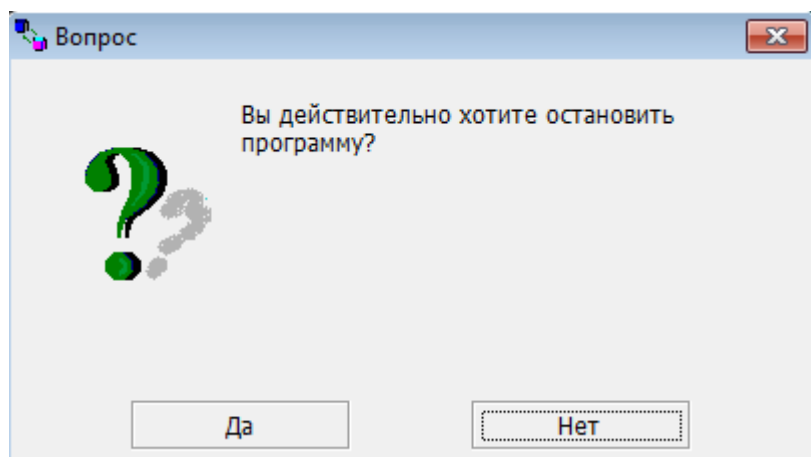 Вопрос
Вы действительно хотите остановить
программу?
Да
Нет